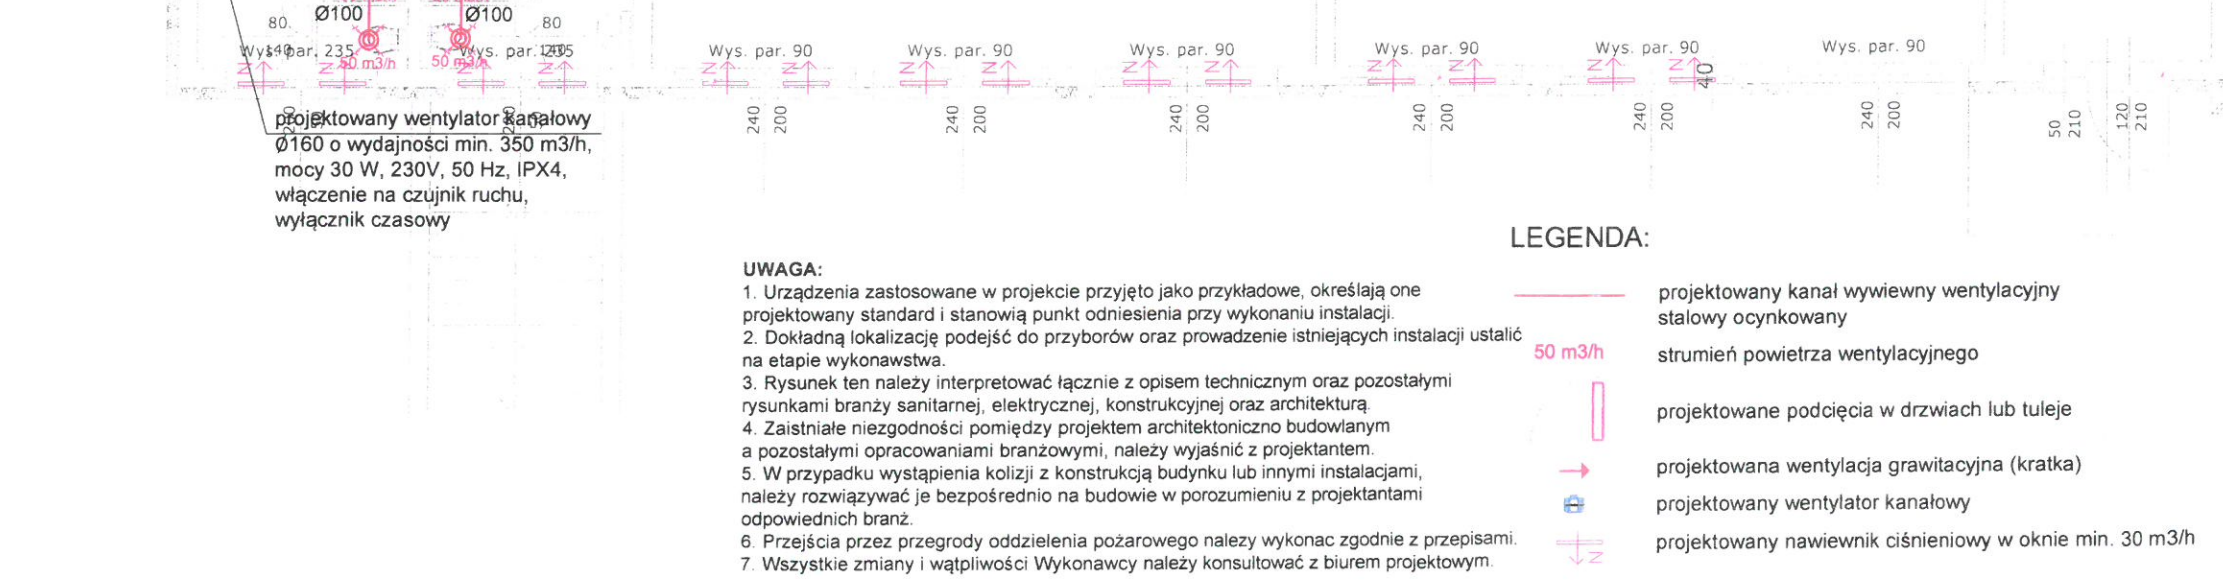 Ø100 Ø100
80. 80
140
Wys. par. 235 Wys. par. 235
50 m3/h 50 m3/h
Wys. par. 90 Wys. par. 90 Wys. par. 90 Wys. par. 90 Wys. par. 90 Wys. par. 90
N N N N N N N N N N N N N N
40
240 200 240 200 240 200 240 200 240 200 240 200 50 210 120 210
projektowany wentylator kanałowy
Ø160 o wydajności min. 350 m3/h,
mocy 30 W, 230V, 50 Hz, IPX4,
włączenie na czujnik ruchu,
wyłącznik czasowy
UWAGA:
1. Urządzenia zastosowane w projekcie przyjęto jako przykładowe, określają one
projektowany standard i stanowią punkt odniesienia przy wykonaniu instalacji.
2. Dokładną lokalizację podejść do przyborów oraz prowadzenie istniejących instalacji ustalić
na etapie wykonawstwa.
3. Rysunek ten należy interpretować łącznie z opisem technicznym oraz pozostałymi
rysunkami branży sanitarnej, elektrycznej, konstrukcyjnej oraz architekturą.
4. Zaistniałe niezgodności pomiędzy projektem architektoniczno budowlanym
a pozostałymi opracowaniami branżowymi, należy wyjaśnić z projektantem.
5. W przypadku wystąpienia kolizji z konstrukcją budynku lub innymi instalacjami,
należy rozwiązywać je bezpośrednio na budowie w porozumieniu z projektantami
odpowiednich branż.
6. Przejścia przez przegrody oddzielenia pożarowego nalezy wykonac zgodnie z przepisami.
7. Wszystkie zmiany i wątpliwości Wykonawcy należy konsultować z biurem projektowym.
LEGENDA:
projektowany kanał wywiewny wentylacyjny
stalowy ocynkowany
50 m3/h strumień powietrza wentylacyjnego
projektowane podcięcia w drzwiach lub tuleje
projektowana wentylacja grawitacyjna (kratka)
projektowany wentylator kanałowy
N projektowany nawiewnik ciśnieniowy w oknie min. 30 m3/h